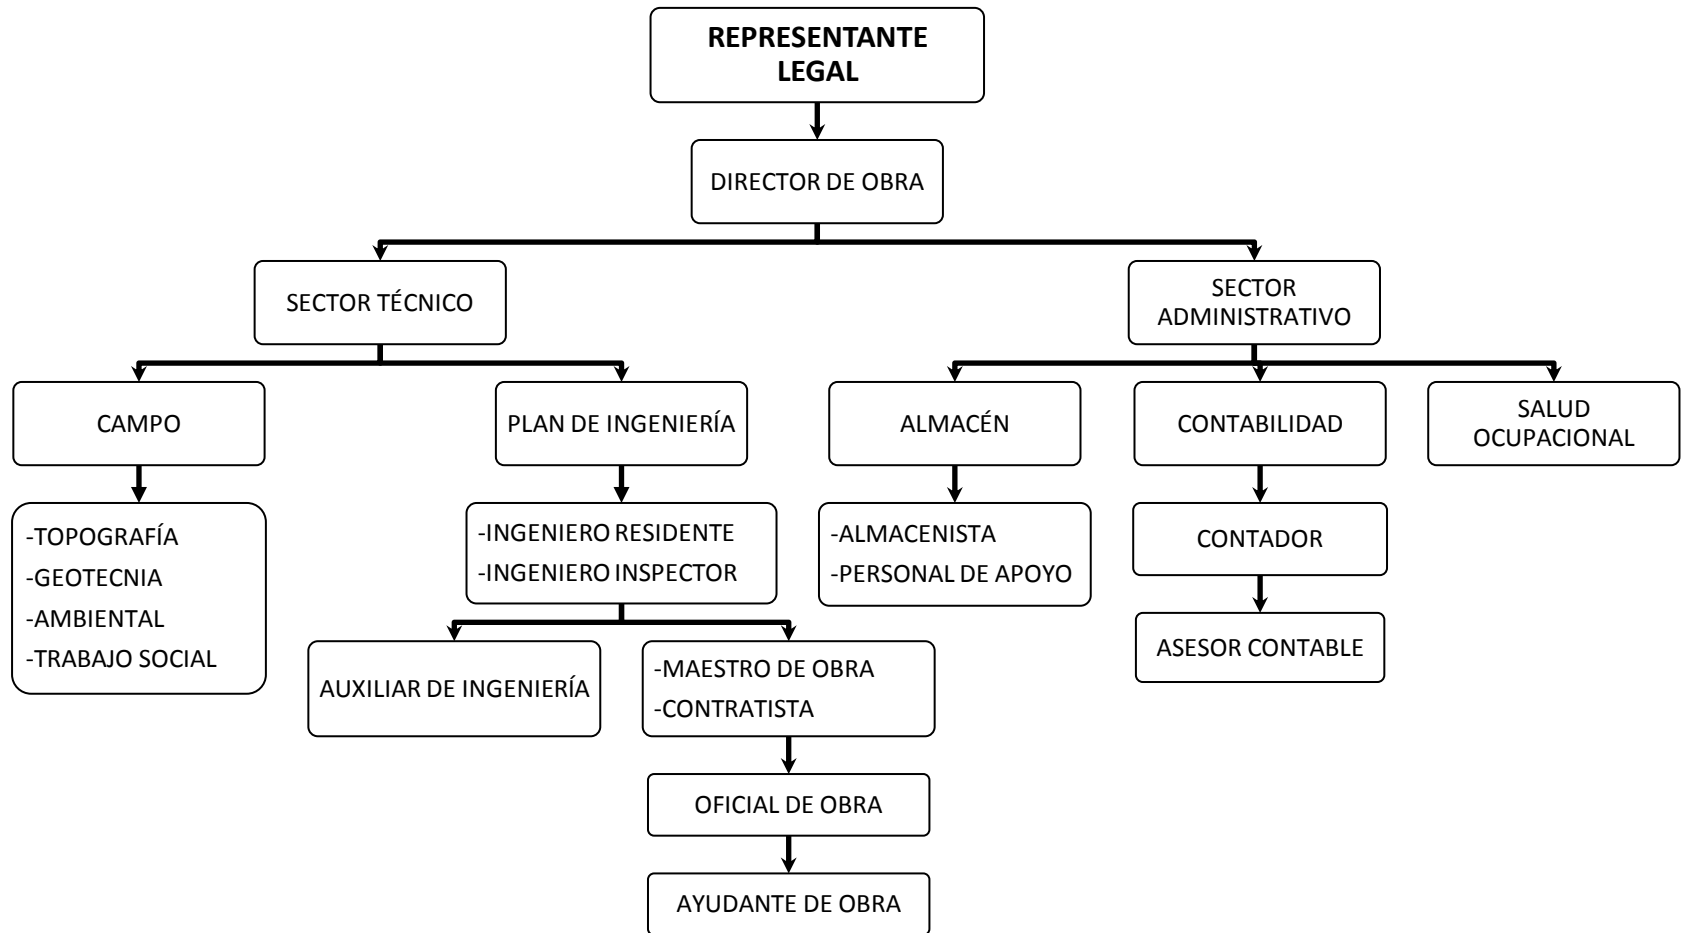 REPRESENTANTE
LEGAL
DIRECTOR DE OBRA
SECTOR TÉCNICO
SECTOR
ADMINISTRATIVO
CAMPO
PLAN DE INGENIERÍA
ALMACÉN
CONTABILIDAD
SALUD
OCUPACIONAL
-TOPOGRAFÍA
-GEOTECNIA
-AMBIENTAL
-TRABAJO SOCIAL
-INGENIERO RESIDENTE
-INGENIERO INSPECTOR
-ALMACENISTA
-PERSONAL DE APOYO
CONTADOR
ASESOR CONTABLE
AUXILIAR DE INGENIERÍA
-MAESTRO DE OBRA
-CONTRATISTA
OFICIAL DE OBRA
AYUDANTE DE OBRA